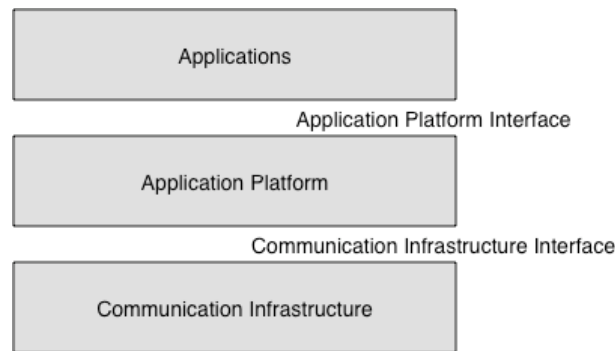 Applications
Application Platform Interface
Application Platform
Communication Infrastructure Interface
Communication Infrastructure